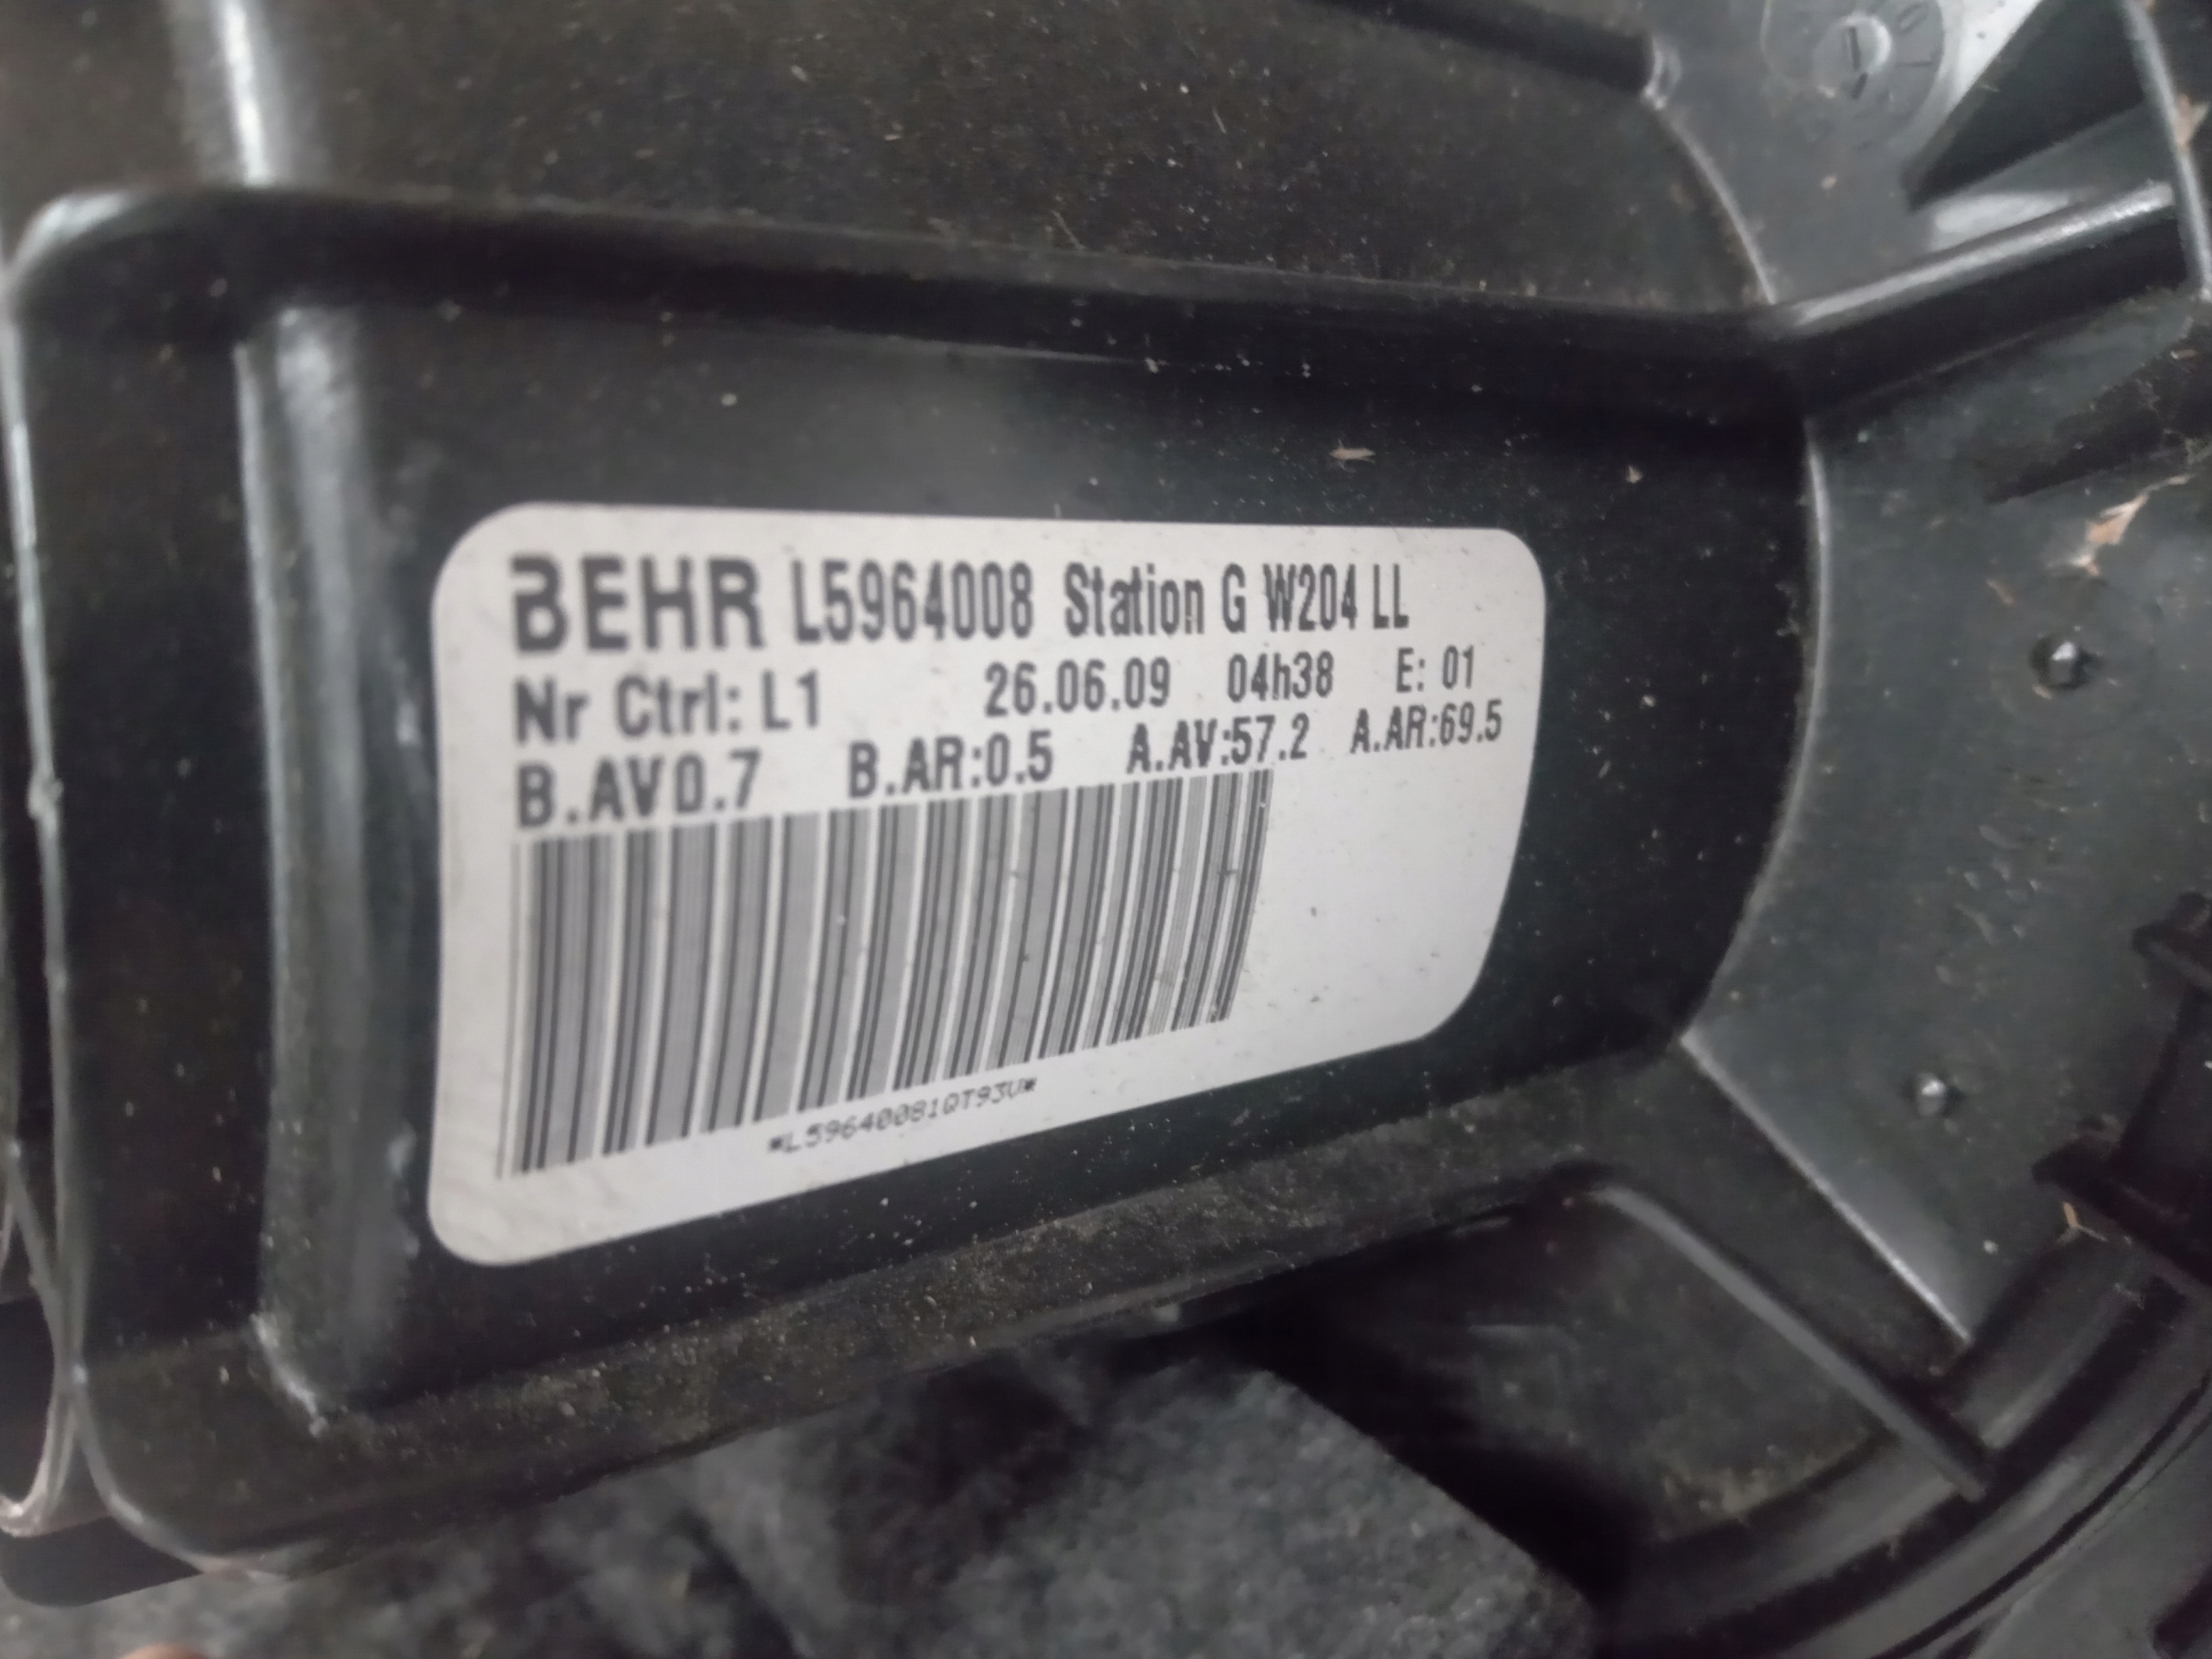 BEHR L5964008 Station G W204 LL
Nr Ctrl: L1 26.06.09 04h38 E: 01
B.AV0.7 B.AR:0.5 A.AV:57.2 A.AR:69.5
*L59640081QT93U*